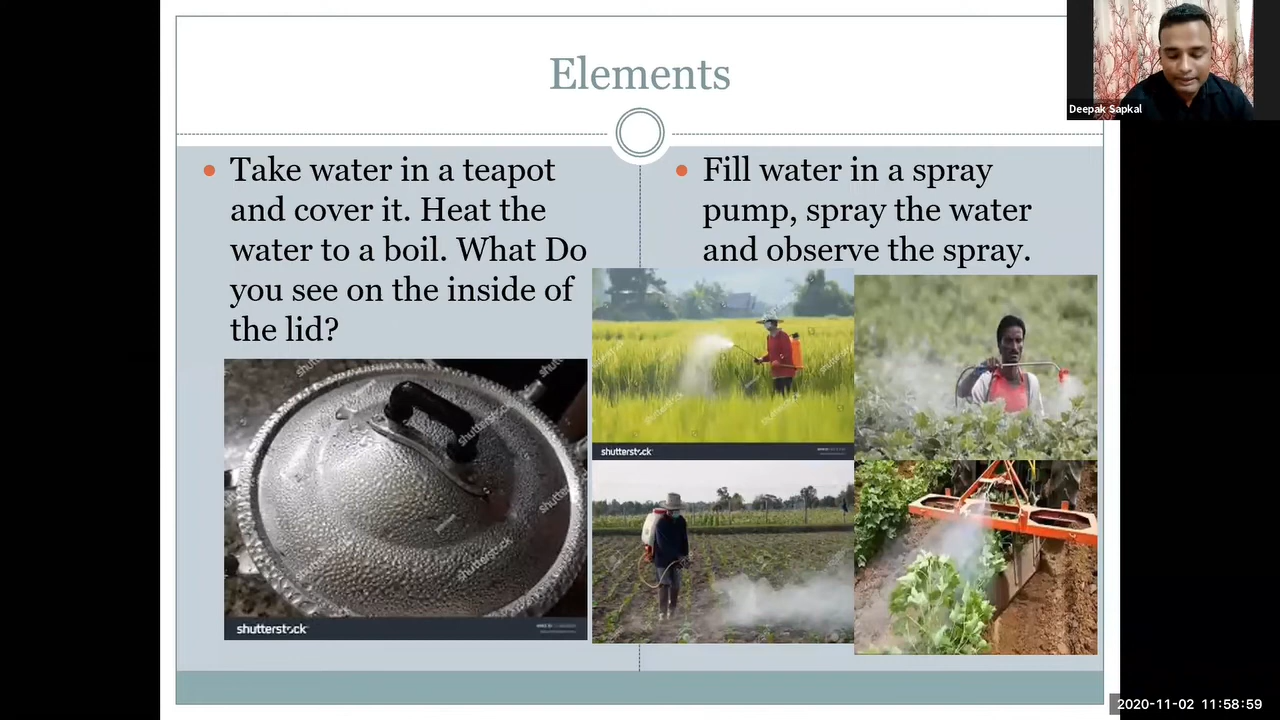 Elements
Deepak Sapkal
Take water in a teapot
and cover it. Heat the
water to a boil. What Do
you see on the inside of
the lid?
Fill water in a spray
pump, spray the water
and observe the spray.
shutterstock
shutterstock
2020-11-02 11:58:59